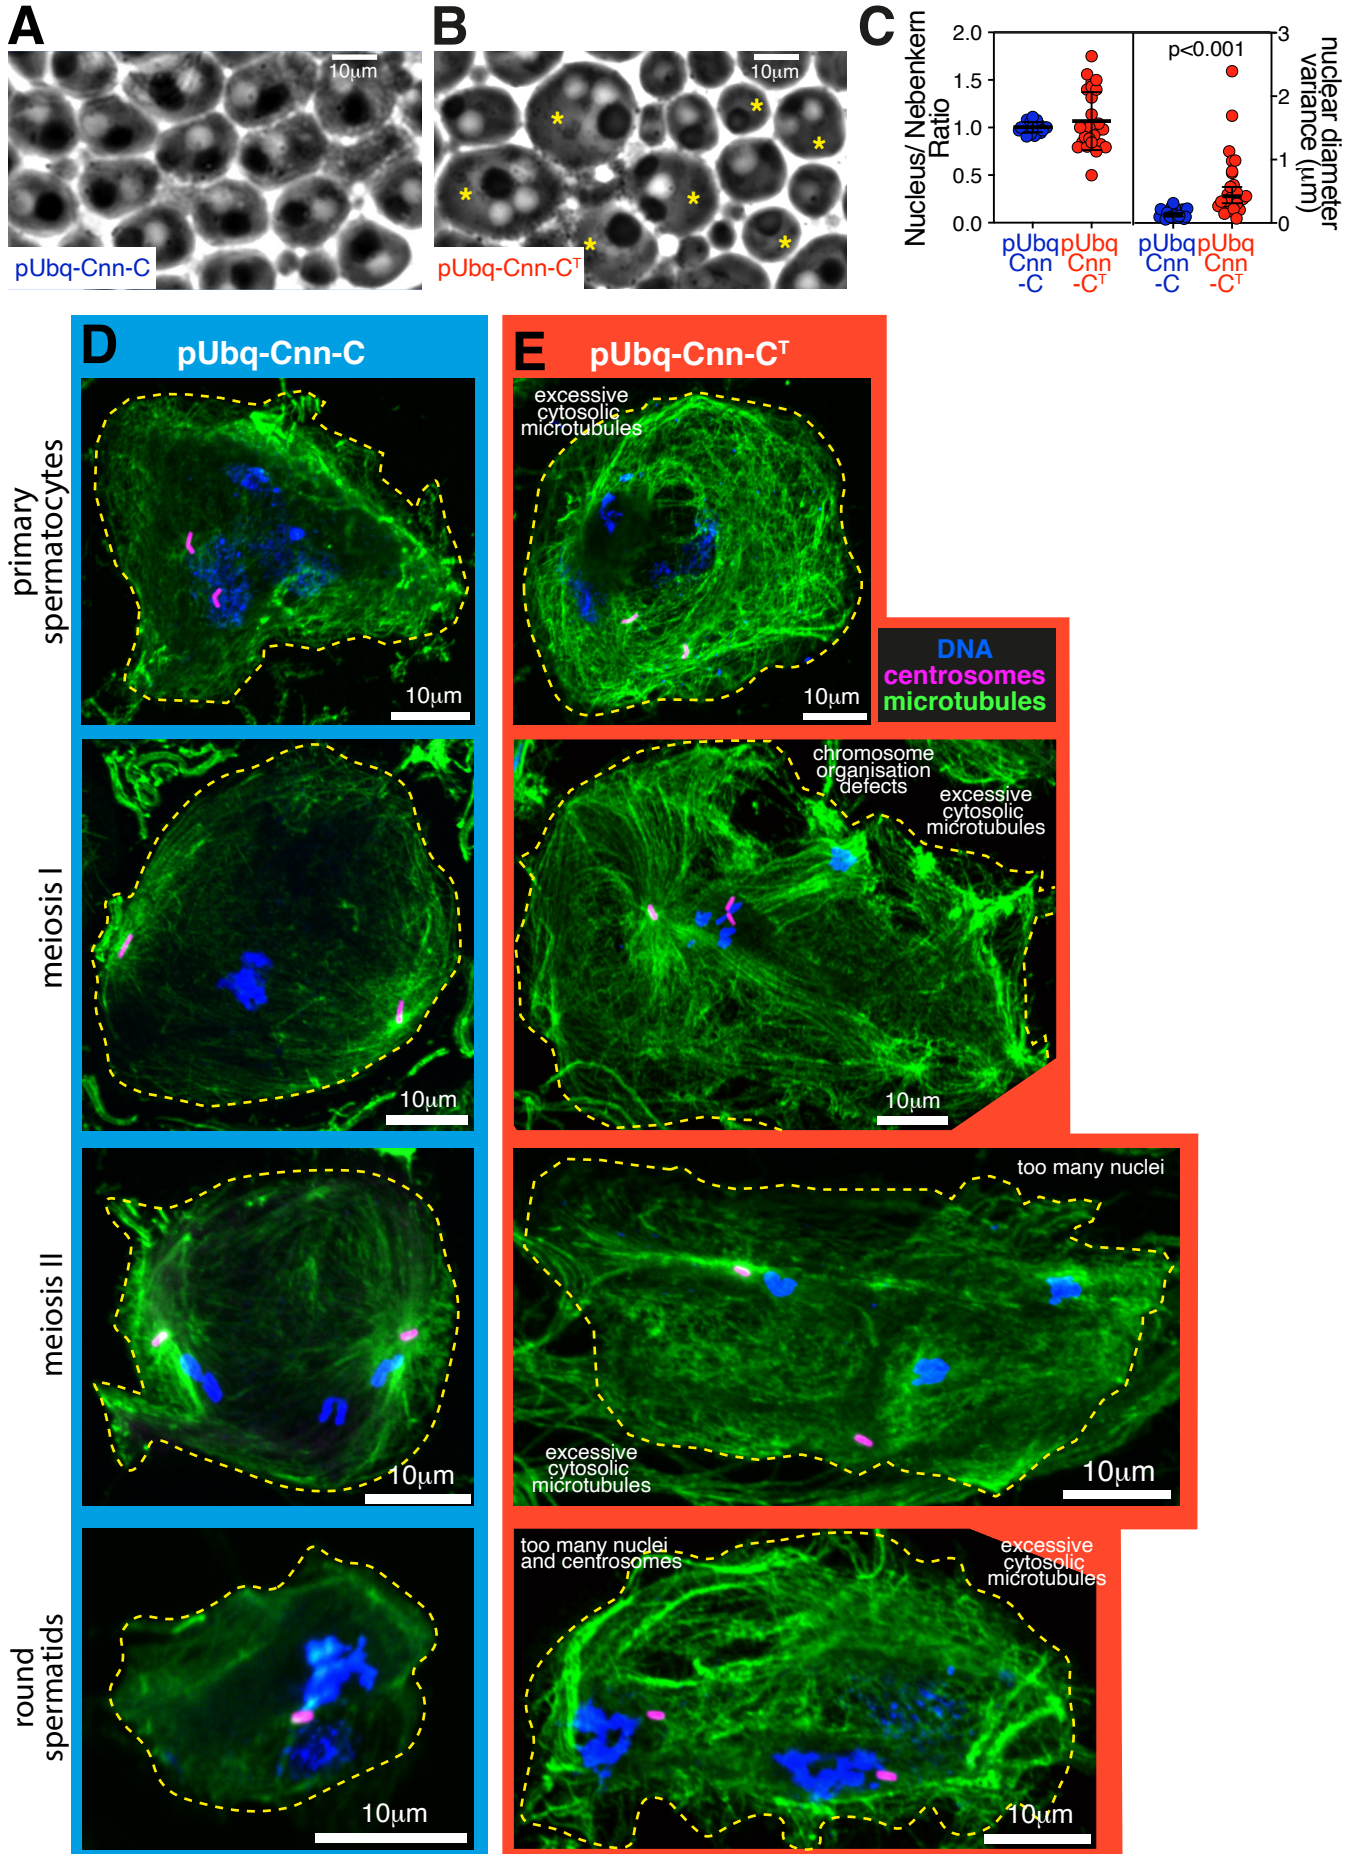 A
10μm
pUbq-Cnn-C
B
10μm
pUbq-Cnn-Cᵀ
C
Nucleus/ Nebenkern
Ratio
2.0
1.5
1.0
0.5
0.0
p<0.001
3
2
1
0
nuclear diameter
variance (μm)
pUbq
Cnn
-C
pUbq
Cnn
-Cᵀ
pUbq
Cnn
-C
pUbq
Cnn
-Cᵀ
D
pUbq-Cnn-C
E
pUbq-Cnn-Cᵀ
primary
spermatocytes
10μm
excessive
cytosolic
microtubules
10μm
DNA
centrosomes
microtubules
meiosis I
10μm
chromosome
organisation
defects
excessive
cytosolic
microtubules
10μm
meiosis II
10μm
too many nuclei
excessive
cytosolic
microtubules
10μm
round
spermatids
10μm
too many nuclei
and centrosomes
excessive
cytosolic
microtubules
10μm